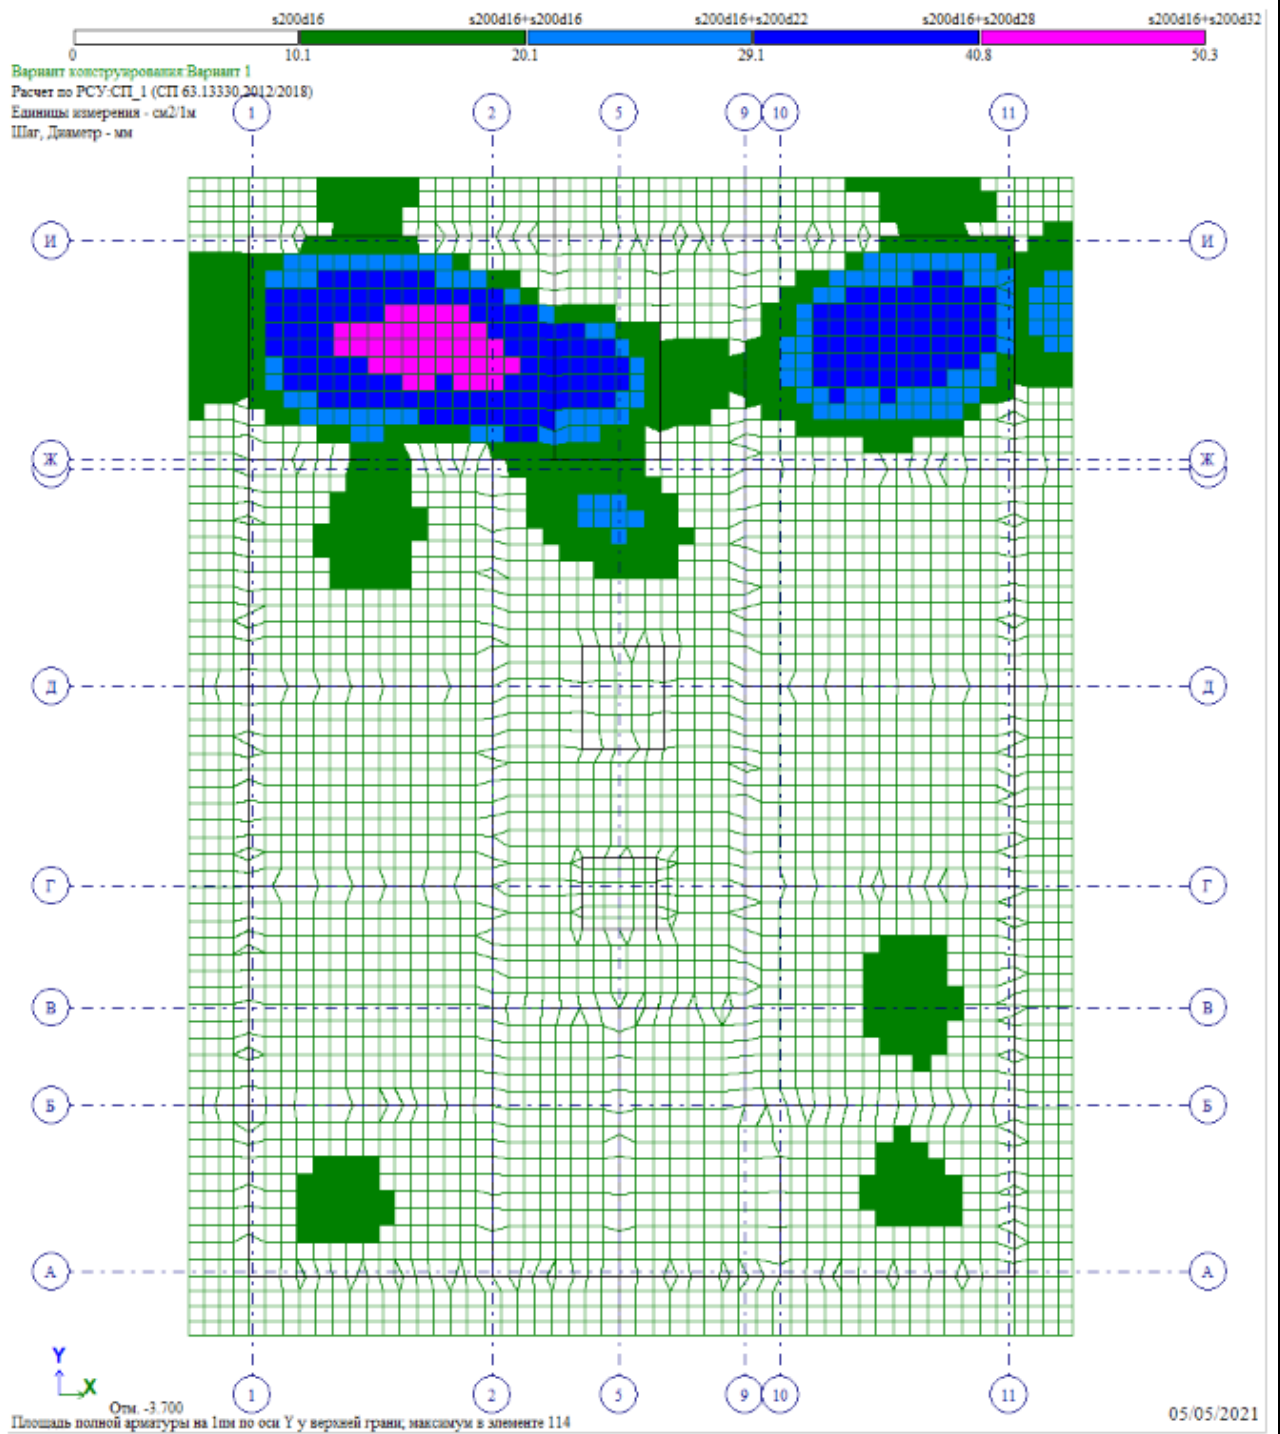 s200d16 s200d16+s200d16 s200d16+s200d22 s200d16+s200d28 s200d16+s200d32
0 10.1 20.1 29.1 40.8 50.3
Вариант конструирования:Вариант 1
Расчет по РСУ:СП_1 (СП 63.13330.2012/2018)
Единицы измерения - см2/1м
Шаг, Диаметр - мм
1 2 5 9 10 11
И И
Ж Ж
Д Д
Г Г
В В
Б Б
А А
Y
X
1 2 5 9 10 11
Отм. -3.700
Площадь полной арматуры на 1пм по оси Y у верхней грани; максимум в элементе 114
05/05/2021